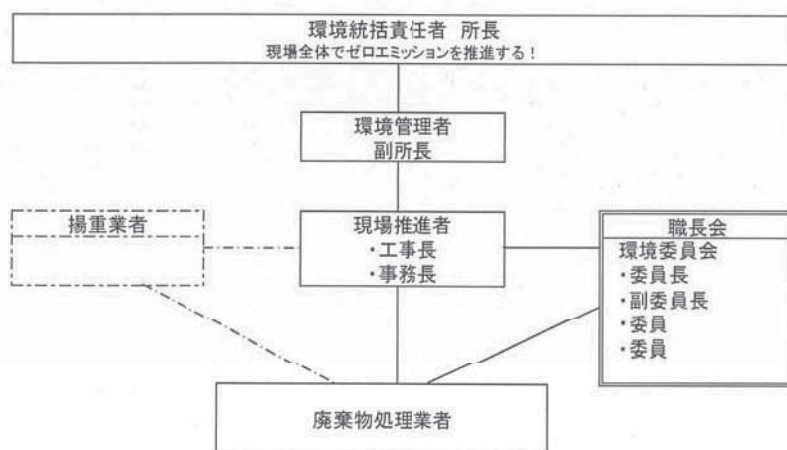 環境統括責任者 所長
現場全体でゼロエミッションを推進する！
環境管理者
副所長
揚重業者
現場推進者
・工事長
・事務長
職長会
環境委員会
・委員長
・副委員長
・委員
・委員
廃棄物処理業者